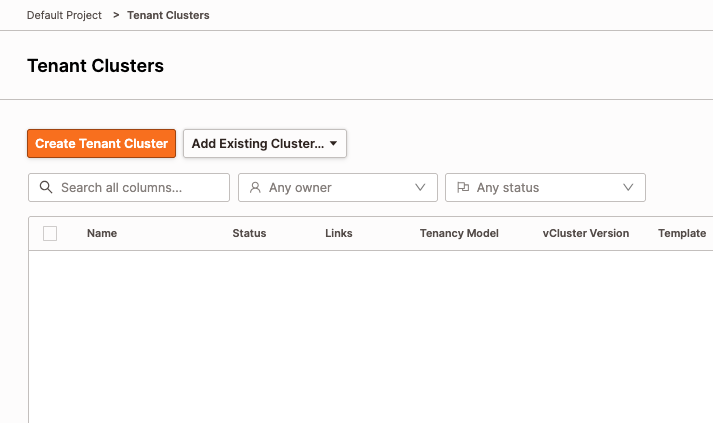 Default Project > Tenant Clusters
Tenant Clusters
Create Tenant Cluster Add Existing Cluster...
Search all columns... Any owner Any status
Name Status Links Tenancy Model vCluster Version Template